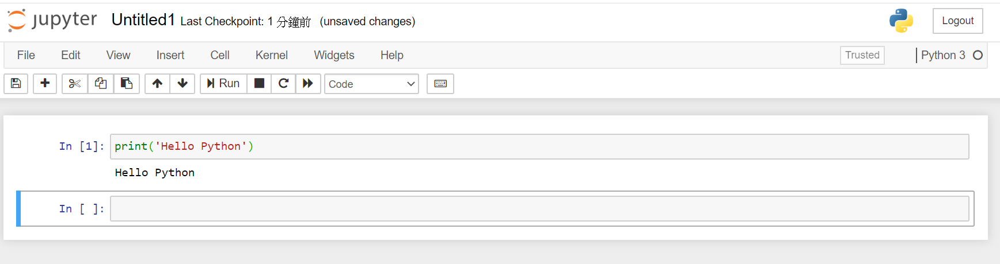 jupyter Untitled1 Last Checkpoint: 1 分鐘前 (unsaved changes) Logout
File Edit View Insert Cell Kernel Widgets Help Trusted Python 3
Run Code
In [1]: print('Hello Python')
Hello Python
In [ ]: